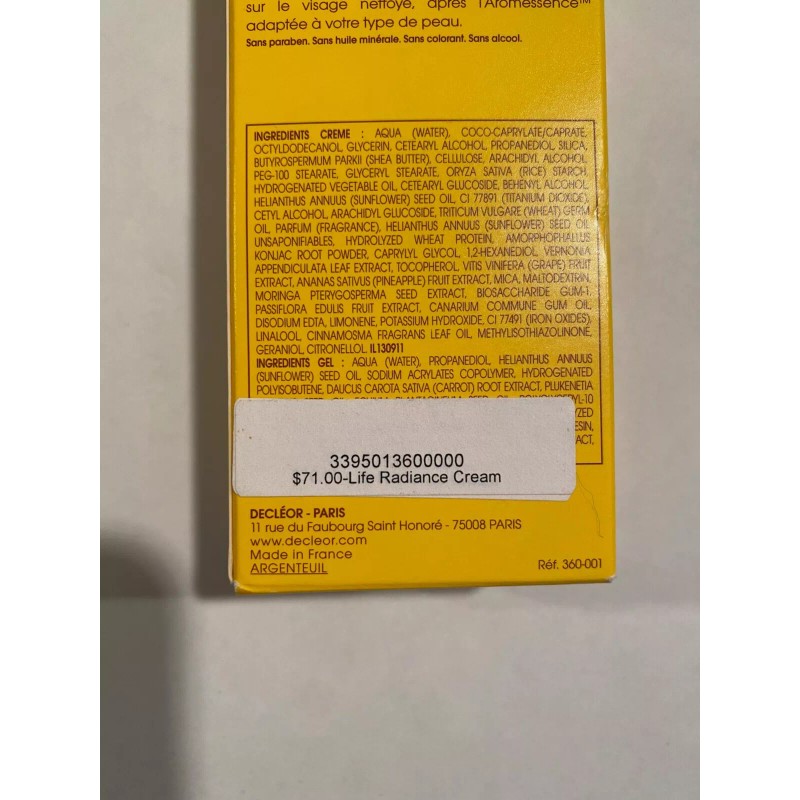 sur le visage nettoyé, après l'Aromessence™
adaptée à votre type de peau.
Sans paraben. Sans huile minérale. Sans colorant. Sans alcool.
INGREDIENTS CREME : AQUA (WATER), COCO-CAPRYLATE/CAPRATE,
OCTYLDODECANOL, GLYCERIN, CETEARYL ALCOHOL, PROPANEDIOL, SILICA,
BUTYROSPERMUM PARKII (SHEA BUTTER), CELLULOSE, ARACHIDYL ALCOHOL,
PEG-100 STEARATE, GLYCERYL STEARATE, ORYZA SATIVA (RICE) STARCH,
HYDROGENATED VEGETABLE OIL, CETEARYL GLUCOSIDE, BEHENYL ALCOHOL,
HELIANTHUS ANNUUS (SUNFLOWER) SEED OIL, CI 77891 (TITANIUM DIOXIDE),
CETYL ALCOHOL, ARACHIDYL GLUCOSIDE, TRITICUM VULGARE (WHEAT) GERM
OIL, PARFUM (FRAGRANCE), HELIANTHUS ANNUUS (SUNFLOWER) SEED OIL
UNSAPONIFIABLES, HYDROLYZED WHEAT PROTEIN, AMORPHOPHALLUS
KONJAC ROOT POWDER, CAPRYLYL GLYCOL, 1,2-HEXANEDIOL, VERNONIA
APPENDICULATA LEAF EXTRACT, TOCOPHEROL, VITIS VINIFERA (GRAPE) FRUIT
EXTRACT, ANANAS SATIVUS (PINEAPPLE) FRUIT EXTRACT, MICA, MALTODEXTRIN,
MORINGA PTERYGOSPERMA SEED EXTRACT, BIOSACCHARIDE GUM-1,
PASSIFLORA EDULIS FRUIT EXTRACT, CANARIUM COMMUNE GUM OIL,
DISODIUM EDTA, LIMONENE, POTASSIUM HYDROXIDE, CI 77491 (IRON OXIDES),
LINALOOL, CINNAMOSMA FRAGRANS LEAF OIL, METHYLISOTHIAZOLINONE,
GERANIOL, CITRONELLOL. IL130911
INGREDIENTS GEL : AQUA (WATER), PROPANEDIOL, HELIANTHUS ANNUUS
(SUNFLOWER) SEED OIL, SODIUM ACRYLATES COPOLYMER, HYDROGENATED
POLYISOBUTENE, DAUCUS CAROTA SATIVA (CARROT) ROOT EXTRACT, PLUKENETIA
3395013600000
$71.00-Life Radiance Cream
DECLÉOR - PARIS
11 rue du Faubourg Saint Honoré - 75008 PARIS
www.decleor.com
Made in France
ARGENTEUIL
Réf. 360-001